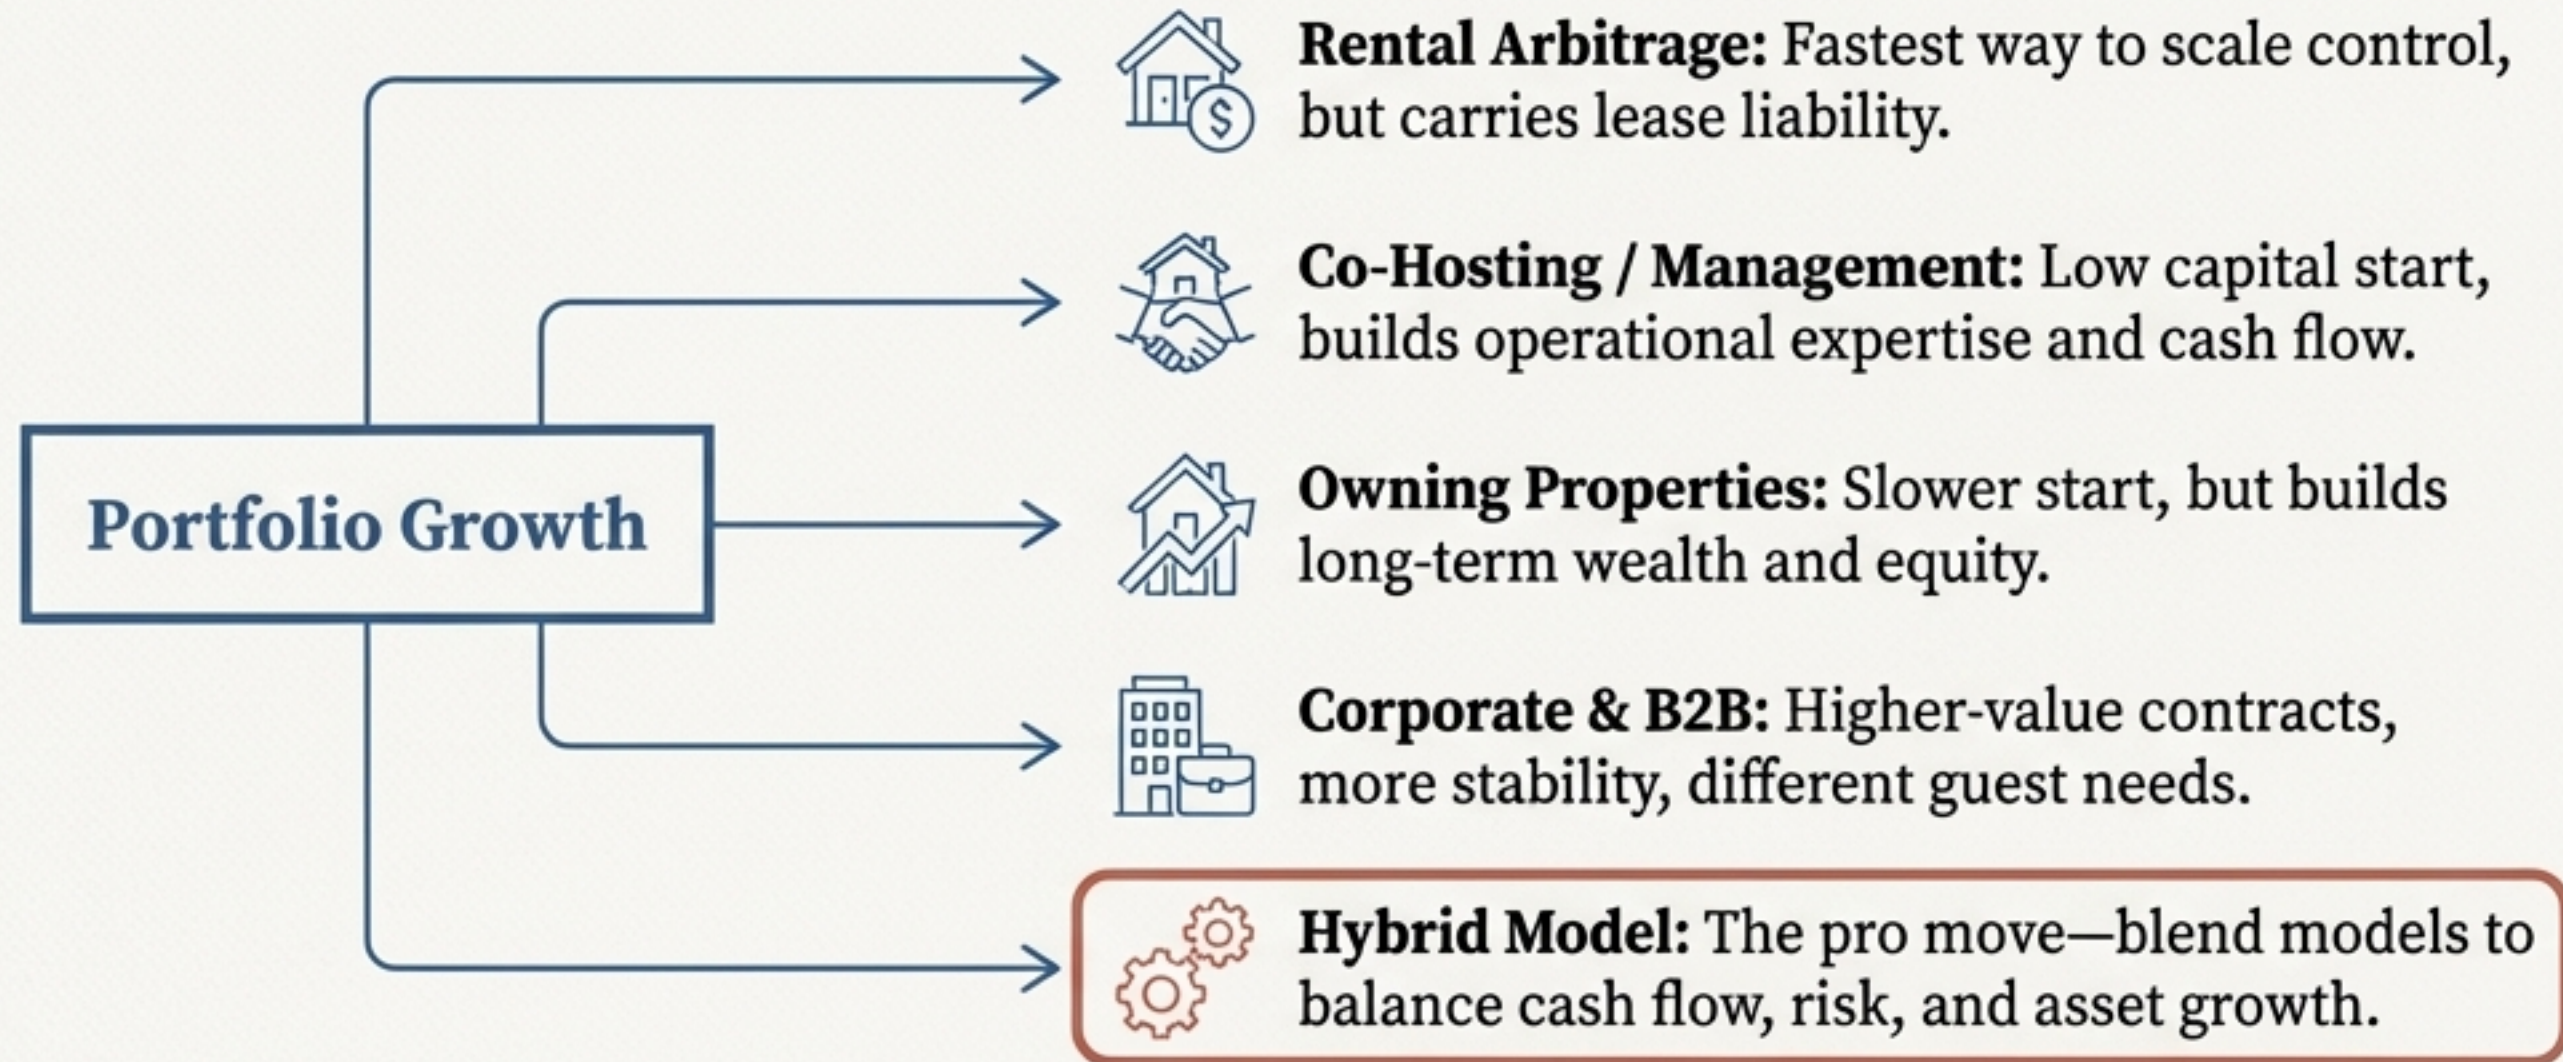 Rental Arbitrage: Fastest way to scale control,
but carries lease liability.
Co-Hosting / Management: Low capital start,
builds operational expertise and cash flow.
Portfolio Growth
Owning Properties: Slower start, but builds
long-term wealth and equity.
Corporate & B2B: Higher-value contracts,
more stability, different guest needs.
Hybrid Model: The pro move—blend models to
balance cash flow, risk, and asset growth.